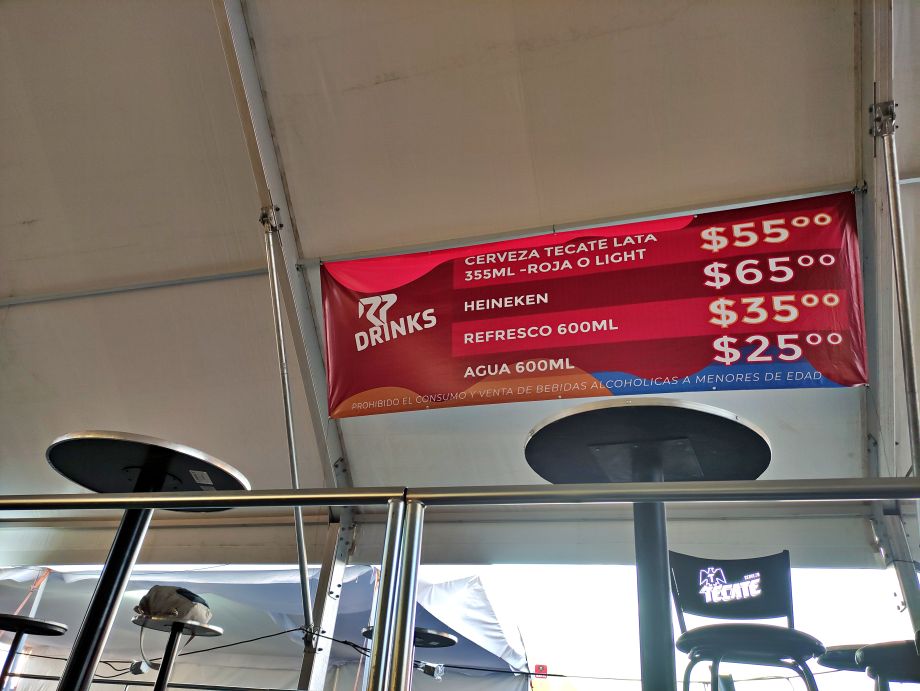 CERVEZA TECATE LATA $55⁰⁰
355ML -ROJA O LIGHT
HEINEKEN $65⁰⁰
REFRESCO 600ML $35⁰⁰
AGUA 600ML $25⁰⁰
DRINKS
PROHIBIDO EL CONSUMO Y VENTA DE BEBIDAS ALCOHOLICAS A MENORES DE EDAD
TECATE